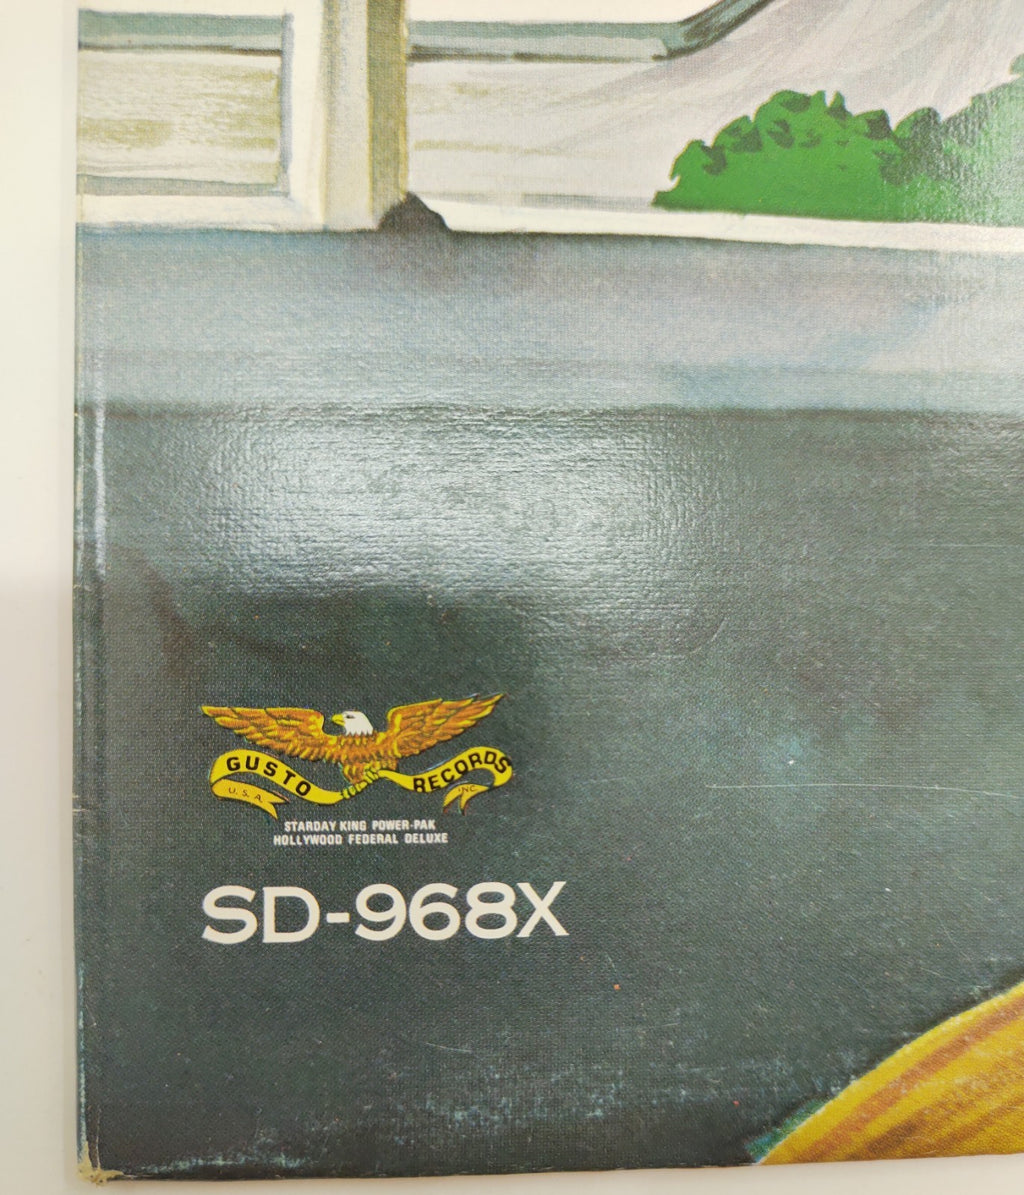 GUSTO RECORDS
U. S. A. INC.
STARDAY KING POWER-PAK
HOLLYWOOD FEDERAL DELUXE
SD-968X